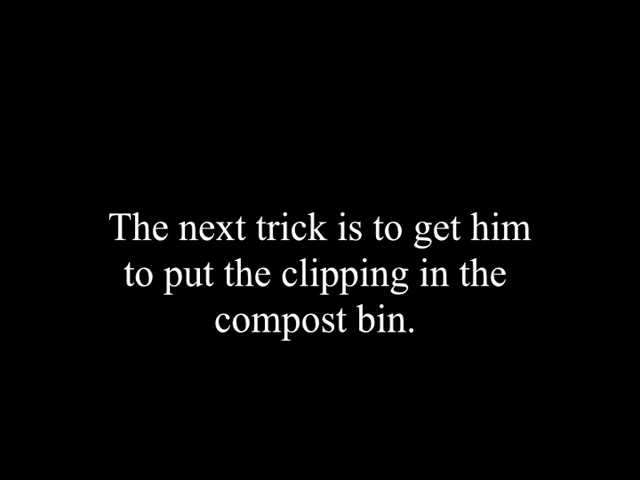 The next trick is to get him
to put the clipping in the
compost bin.